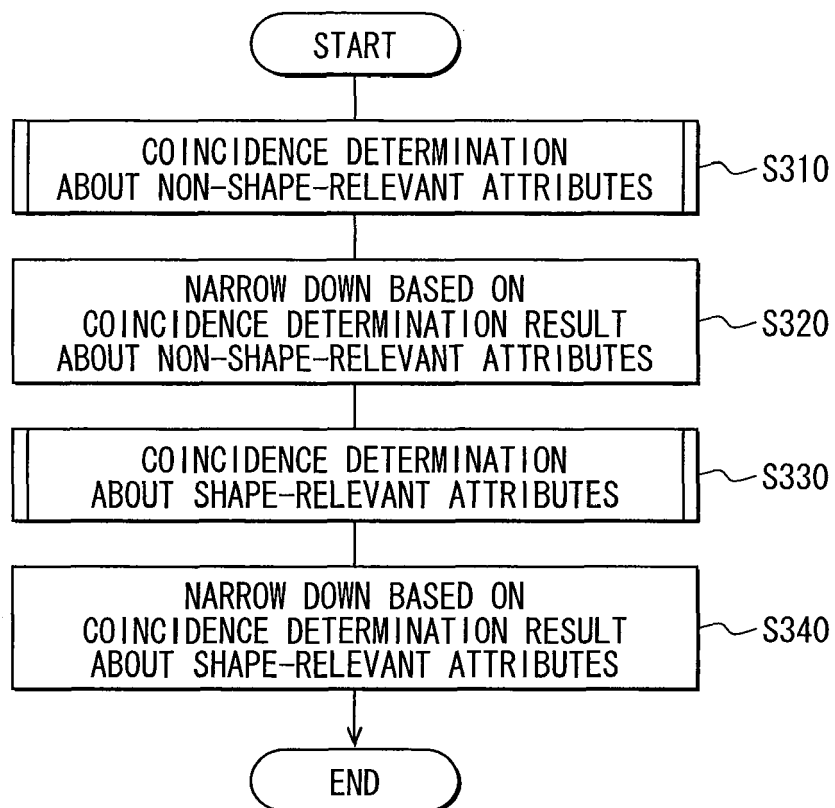 START
COINCIDENCE DETERMINATION
ABOUT NON-SHAPE-RELEVANT ATTRIBUTES
S310
NARROW DOWN BASED ON
COINCIDENCE DETERMINATION RESULT
ABOUT NON-SHAPE-RELEVANT ATTRIBUTES
S320
COINCIDENCE DETERMINATION
ABOUT SHAPE-RELEVANT ATTRIBUTES
S330
NARROW DOWN BASED ON
COINCIDENCE DETERMINATION RESULT
ABOUT SHAPE-RELEVANT ATTRIBUTES
S340
END